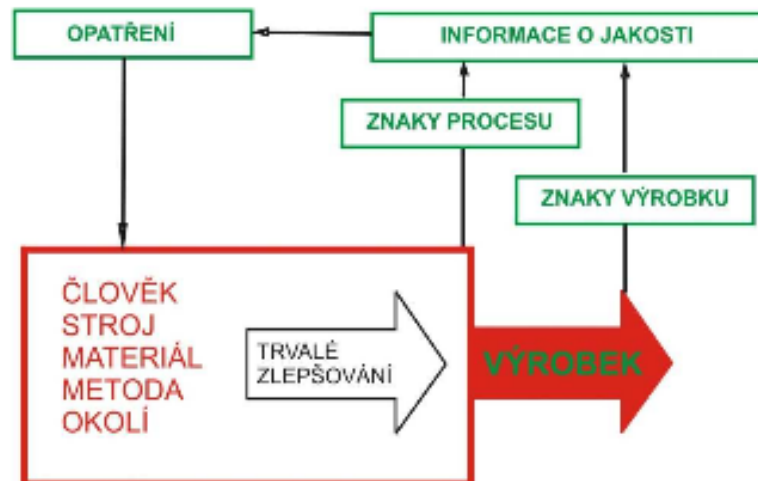 OPATŘENÍ
INFORMACE O JAKOSTI
ZNAKY PROCESU
ZNAKY VÝROBKU
ČLOVĚK
STROJ
MATERIÁL
METODA
OKOLÍ
TRVALÉ
ZLEPŠOVÁNÍ
VÝROBEK